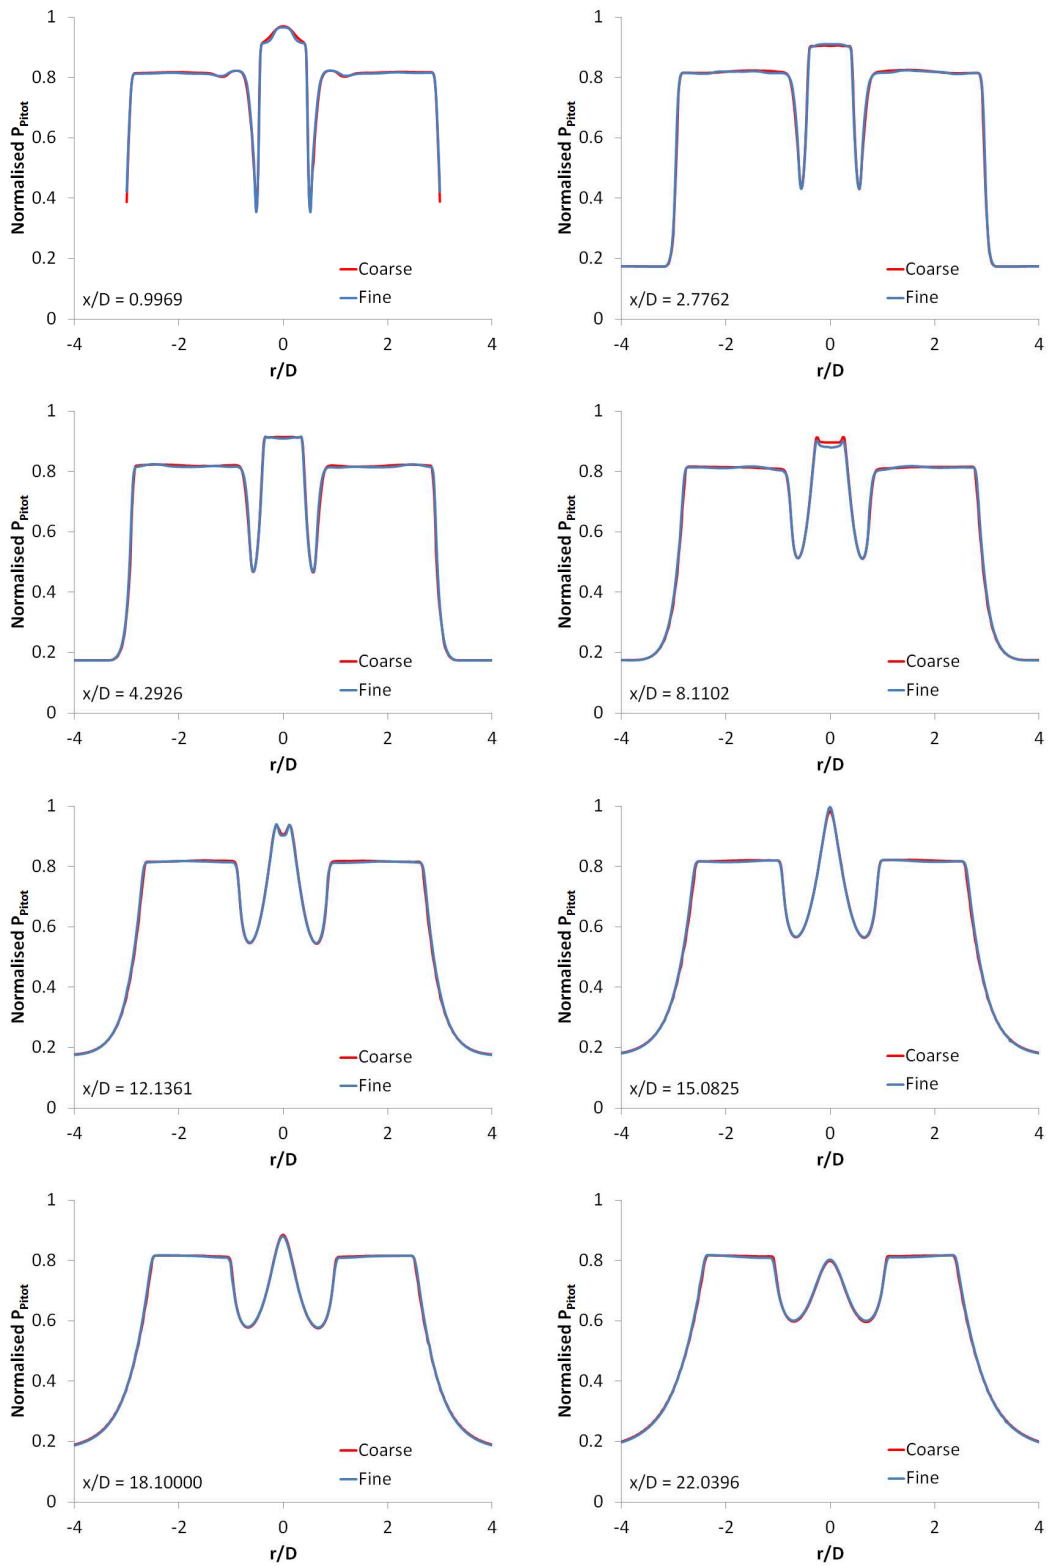 1
0.8
0.6
0.4
0.2
0
Normalised P_Pitot
Coarse
Fine
x/D = 0.9969
-4 -2 0 2 4
r/D
1
0.8
0.6
0.4
0.2
0
Normalised P_Pitot
Coarse
Fine
x/D = 2.7762
-4 -2 0 2 4
r/D
1
0.8
0.6
0.4
0.2
0
Normalised P_Pitot
Coarse
Fine
x/D = 4.2926
-4 -2 0 2 4
r/D
1
0.8
0.6
0.4
0.2
0
Normalised P_Pitot
Coarse
Fine
x/D = 8.1102
-4 -2 0 2 4
r/D
1
0.8
0.6
0.4
0.2
0
Normalised P_Pitot
Coarse
Fine
x/D = 12.1361
-4 -2 0 2 4
r/D
1
0.8
0.6
0.4
0.2
0
Normalised P_Pitot
Coarse
Fine
x/D = 15.0825
-4 -2 0 2 4
r/D
1
0.8
0.6
0.4
0.2
0
Normalised P_Pitot
Coarse
Fine
x/D = 18.10000
-4 -2 0 2 4
r/D
1
0.8
0.6
0.4
0.2
0
Normalised P_Pitot
Coarse
Fine
x/D = 22.0396
-4 -2 0 2 4
r/D